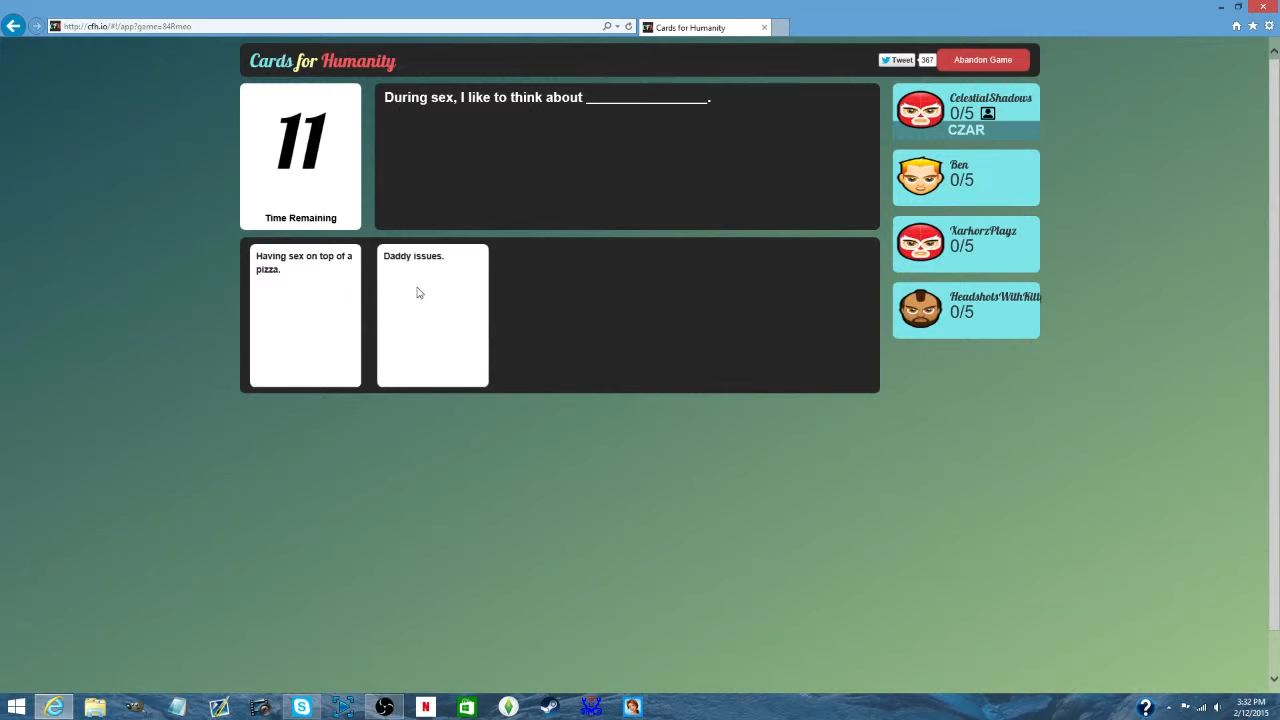 http://cfh.io/#!/app?game=84Rmeo
Cards for Humanity
Cards for Humanity
Tweet
367
Abandon Game
11
Time Remaining
During sex, I like to think about ________________.
Having sex on top of a
pizza.
Daddy issues.
CelestialShadows
0/5
CZAR
Ben
0/5
XarkorzPlayz
0/5
HeadshotsWithKitt
0/5
3:32 PM
2/12/2015